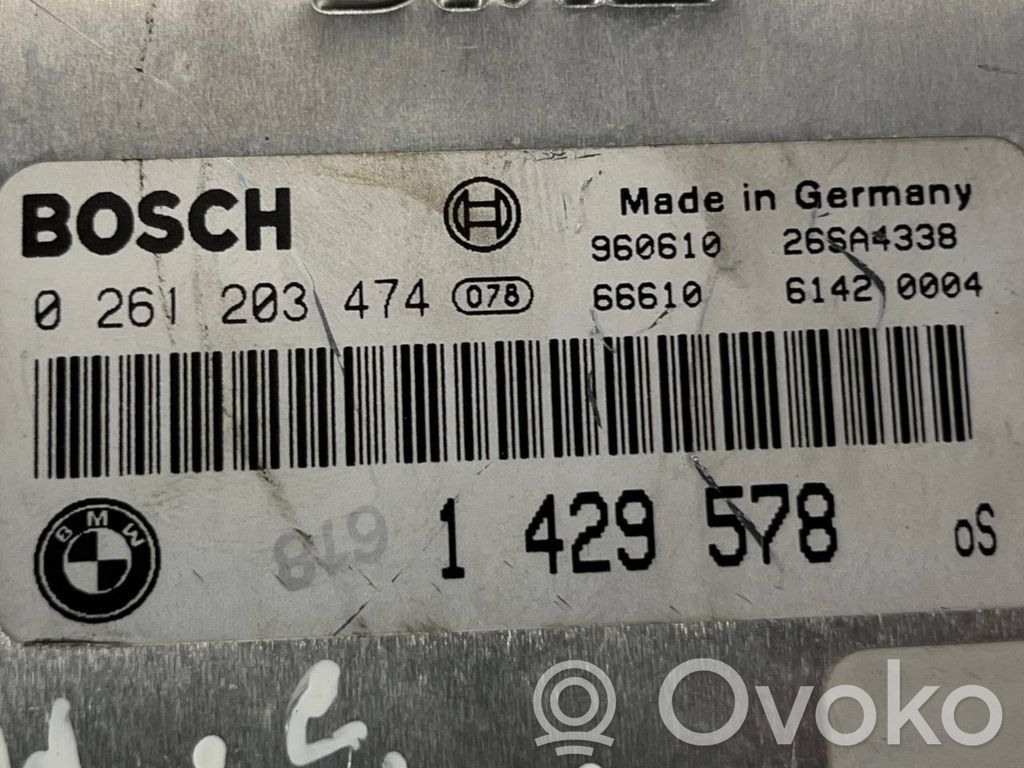 BOSCH
Made in Germany
960610 26SA4338
0 261 203 474 078 66610 6142 0004
BMW 1 429 578 oS
Ovoko